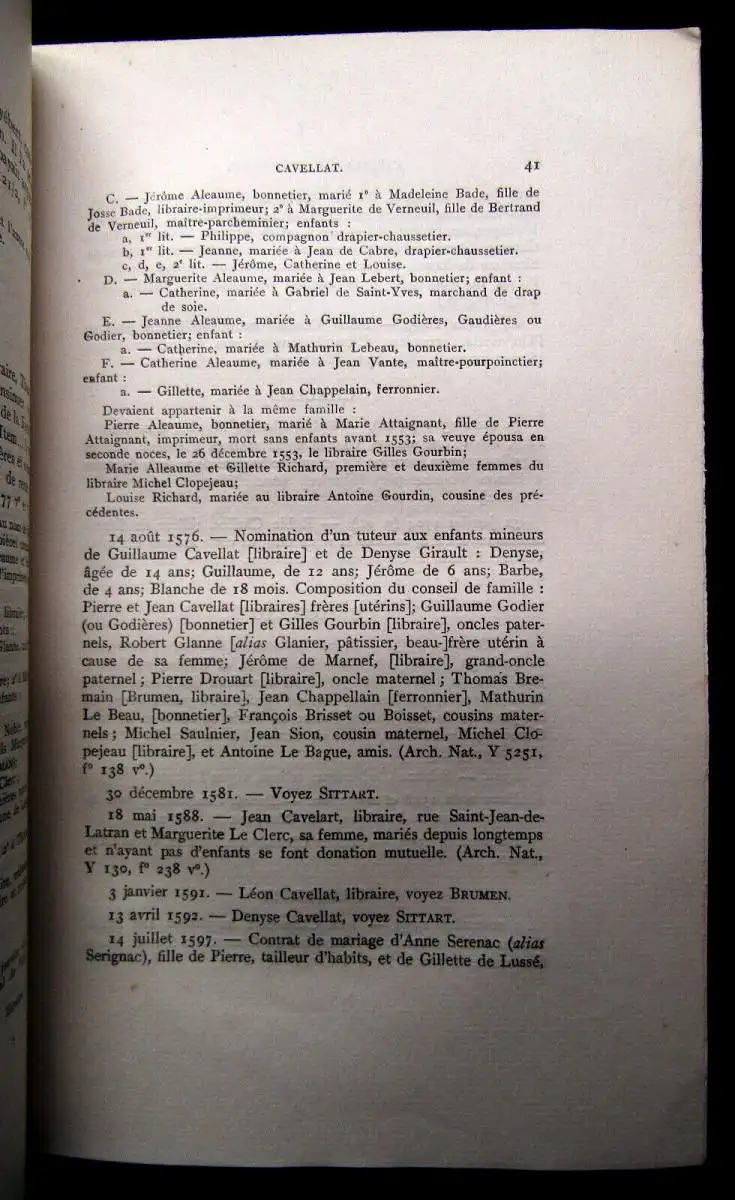 CAVELLAT. 41
C. — Jérôme Aleaume, bonnetier, marié 1° à Madeleine Bade, fille de
Josse Bade, libraire-imprimeur; 2° à Marguerite de Verneuil, fille de Bertrand
de Verneuil, maître-parcheminier; enfants :
a, 1er lit. — Philippe, compagnon drapier-chaussetier.
b, 1er lit. — Jeanne, mariée à Jean de Cabre, drapier-chaussetier.
c, d, e, 2e lit. — Jérôme, Catherine et Louise.
D. — Marguerite Aleaume, mariée à Jean Lebert, bonnetier; enfant :
a. — Catherine, mariée à Gabriel de Saint-Yves, marchand de drap
de soie.
E. — Jeanne Aleaume, mariée à Guillaume Godières, Gaudières ou
Godier, bonnetier; enfant :
a. — Catherine, mariée à Mathurin Lebeau, bonnetier.
F. — Catherine Aleaume, mariée à Jean Vante, maître-pourpoinctier;
enfant :
a. — Gillette, mariée à Jean Chappelain, ferronnier.
Devaient appartenir à la même famille :
Pierre Aleaume, bonnetier, marié à Marie Attaignant, fille de Pierre
Attaignant, imprimeur, mort sans enfants avant 1553; sa veuve épousa en
seconde noces, le 26 décembre 1553, le libraire Gilles Gourbin;
Marie Alleaume et Gillette Richard, première et deuxième femmes du
libraire Michel Clopejeau;
Louise Richard, mariée au libraire Antoine Gourdin, cousine des pré-
cédentes.
14 août 1576. — Nomination d'un tuteur aux enfants mineurs
de Guillaume Cavellat [libraire] et de Denyse Girault : Denyse,
âgée de 14 ans; Guillaume, de 12 ans; Jérôme de 6 ans; Barbe,
de 4 ans; Blanche de 18 mois. Composition du conseil de famille :
Pierre et Jean Cavellat [libraires] frères [utérins]; Guillaume Godier
(ou Godières) [bonnetier] et Gilles Gourbin [libraire], oncles pater-
nels, Robert Glanne [alias Glanier, pâtissier, beau-]frère utérin à
cause de sa femme; Jérôme de Marnef, [libraire], grand-oncle
paternel; Pierre Drouart [libraire], oncle maternel; Thomas Bre-
main [Brumen, libraire], Jean Chappellain [ferronnier], Mathurin
Le Beau, [bonnetier], François Brisset ou Boisset, cousins mater-
nels; Michel Saulnier, Jean Sion, cousin maternel, Michel Clo-
pejeau [libraire], et Antoine Le Bague, amis. (Arch. Nat., Y 5251,
f° 138 v°.)
30 décembre 1581. — Voyez SITTART.
18 mai 1588. — Jean Cavelart, libraire, rue Saint-Jean-de-
Latran et Marguerite Le Clerc, sa femme, mariés depuis longtemps
et n'ayant pas d'enfants se font donation mutuelle. (Arch. Nat.,
Y 130, f° 238 v°.)
3 janvier 1591. — Léon Cavellat, libraire, voyez BRUMEN.
13 avril 1592. — Denyse Cavellat, voyez SITTART.
14 juillet 1597. — Contrat de mariage d'Anne Serenac (alias
Serignac), fille de Pierre, tailleur d'habits, et de Gillette de Lussé,